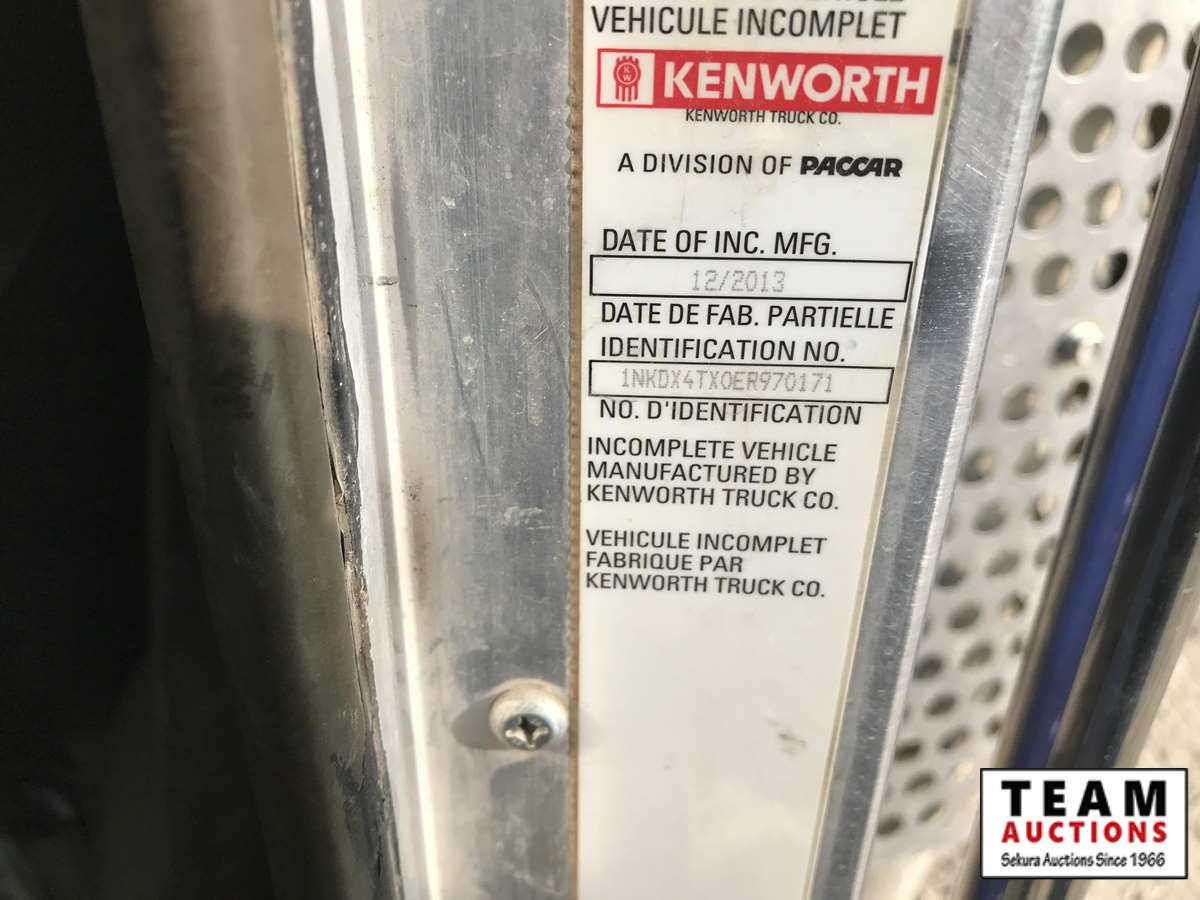 VEHICULE INCOMPLET
KW KENWORTH
KENWORTH TRUCK CO.
A DIVISION OF PACCAR
DATE OF INC. MFG.
12/2013
DATE DE FAB. PARTIELLE
IDENTIFICATION NO.
1NKDX4TX0ER970171
NO. D'IDENTIFICATION
INCOMPLETE VEHICLE
MANUFACTURED BY
KENWORTH TRUCK CO.
VEHICULE INCOMPLET
FABRIQUE PAR
KENWORTH TRUCK CO.
TEAM
AUCTIONS
Sekura Auctions Since 1966